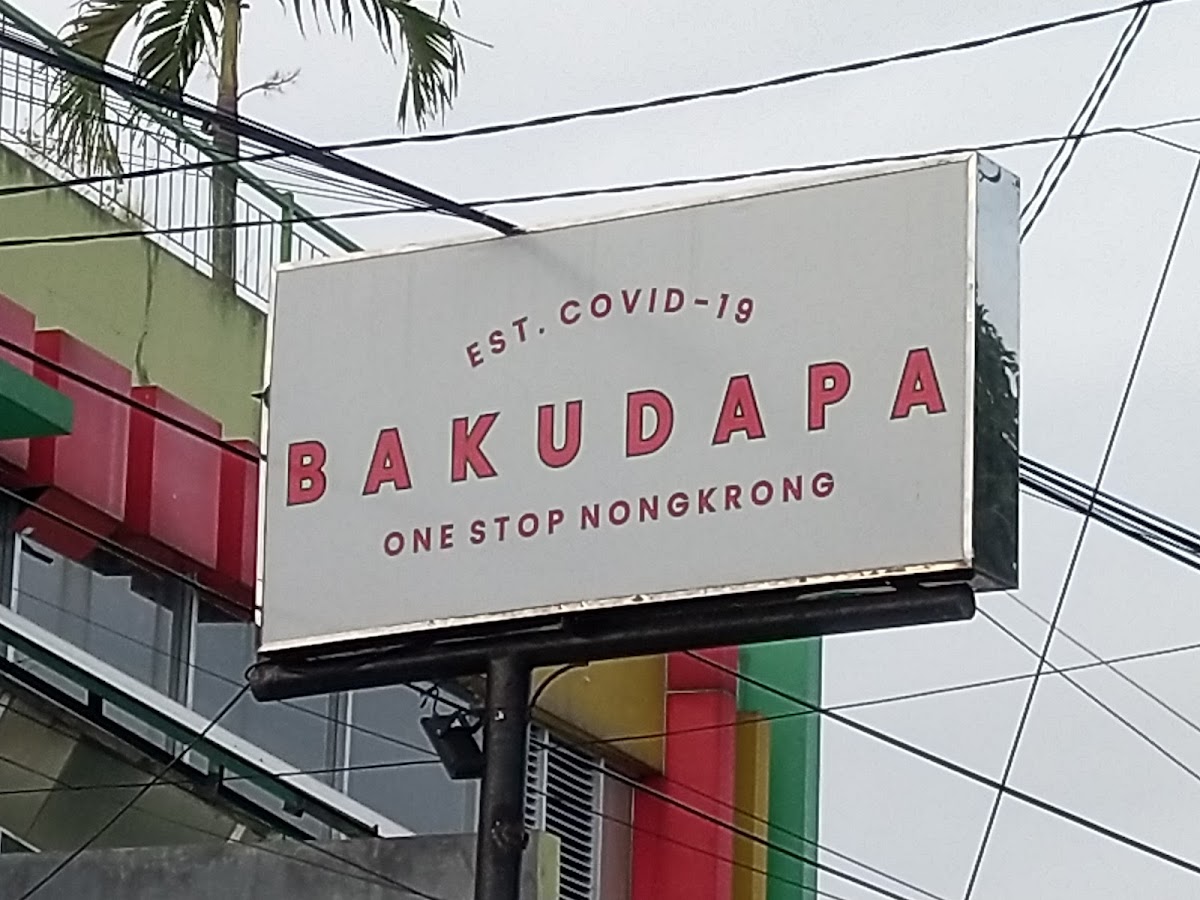 EST. COVID-19
BAKUDAPA
ONE STOP NONGKRONG